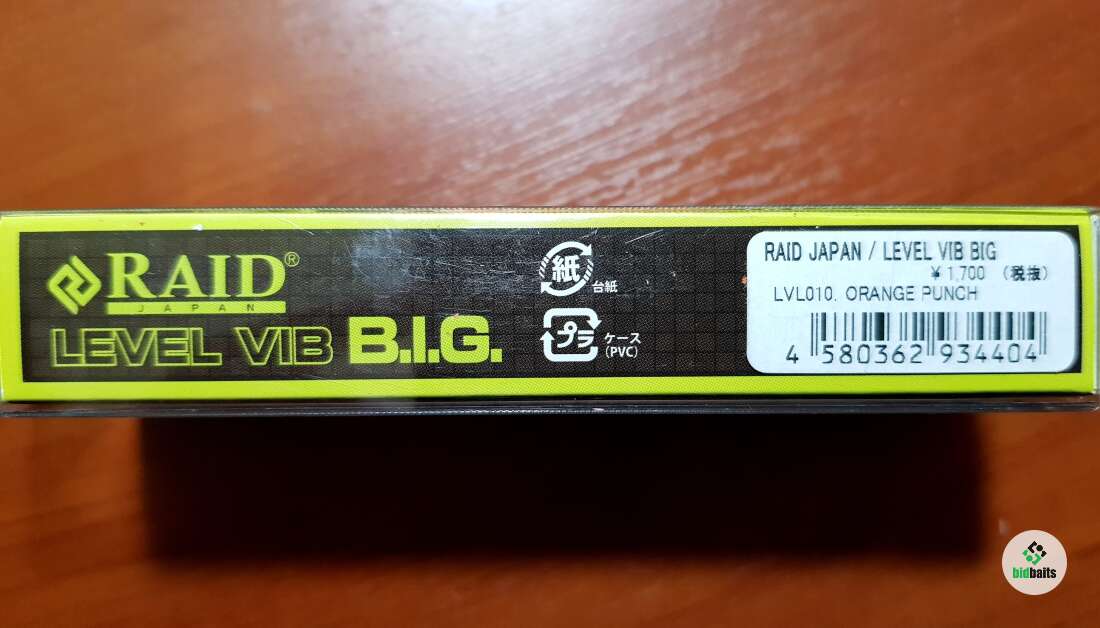 RAID®
JAPAN
LEVEL VIB B.I.G.
紙
台紙
プラ
ケース
(PVC)
RAID JAPAN / LEVEL VIB BIG
¥1,700 (税抜)
LVL010. ORANGE PUNCH
4 580362 934404
bidbaits